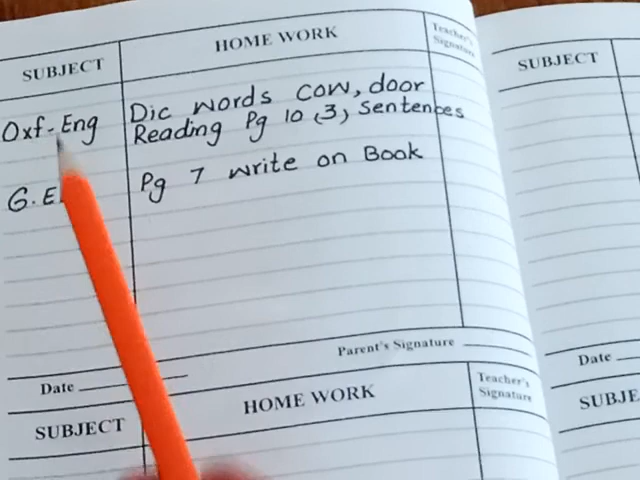 SUBJECT HOME WORK Teacher's Signature
Oxf-Eng Dic words cow, door
Reading Pg 10 (3) Sentences
G.E Pg 7 write on Book
Parent's Signature
Date
SUBJECT HOME WORK Teacher's Signature
SUBJECT
Date
SUBJE